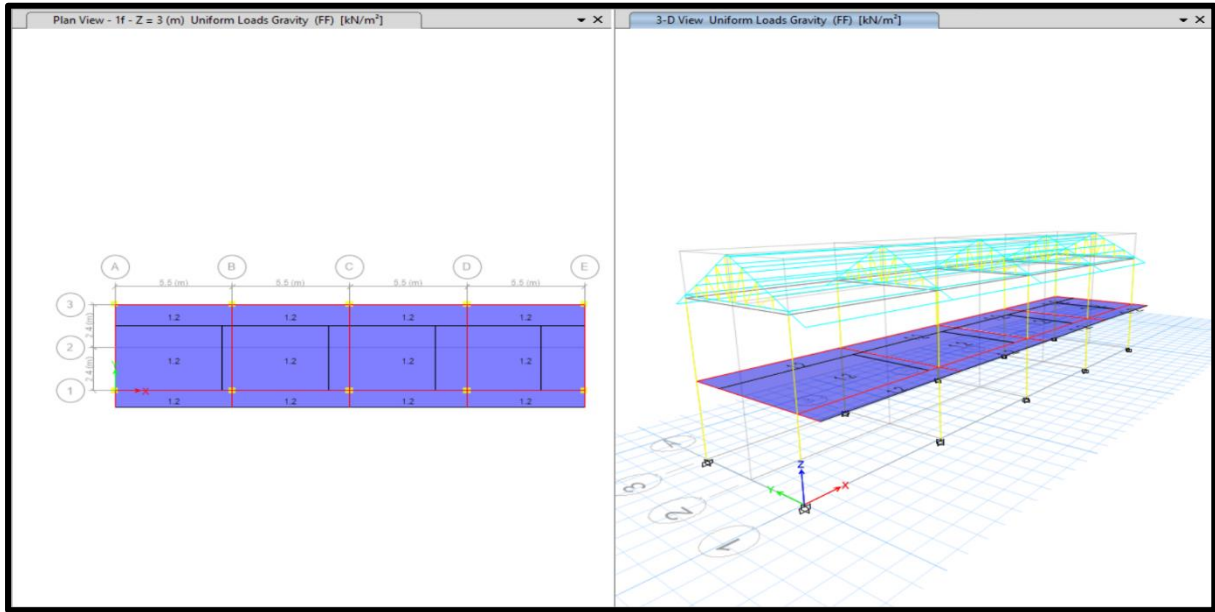 Plan View - 1f - Z = 3 (m) Uniform Loads Gravity (FF) [kN/m²]
3-D View Uniform Loads Gravity (FF) [kN/m²]
A B C D E
5.5 (m) 5.5 (m) 5.5 (m) 5.5 (m)
3
1.2 1.2 1.2 1.2
2.4 (m)
2
1.2 1.2 1.2 1.2
2.4 (m)
1
X
1.2 1.2 1.2 1.2
Z
Y X
A
3
2
1